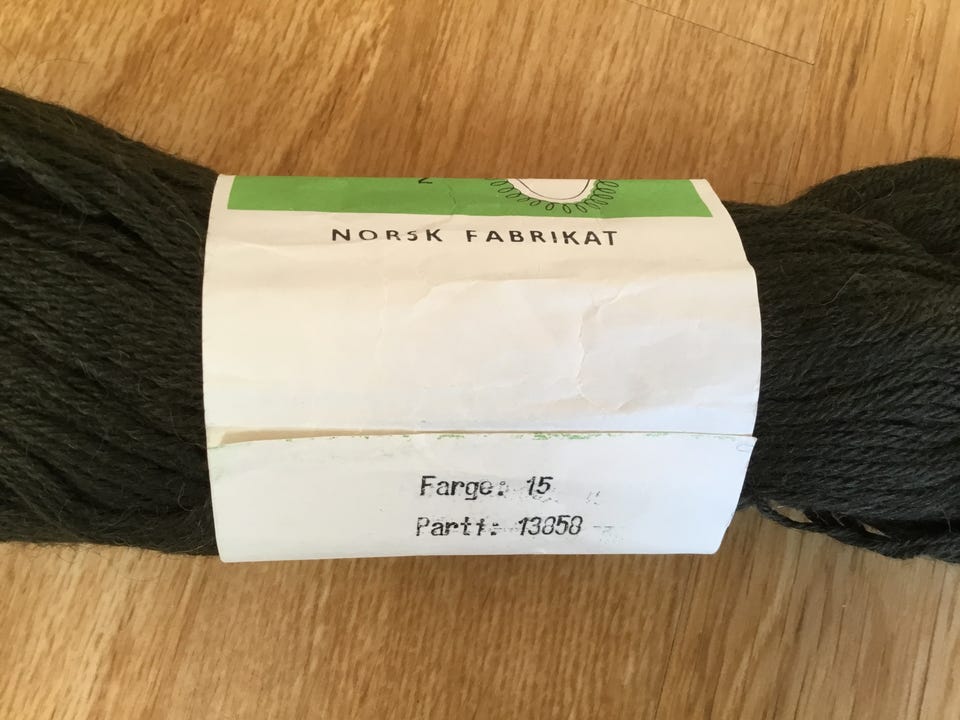 NORSK FABRIKAT
Farge: 15
Parti: 13858